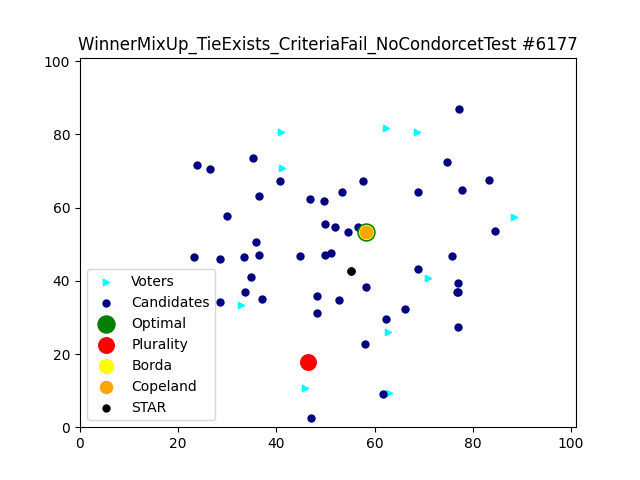 WinnerMixUp_TieExists_CriteriaFail_NoCondorcetTest #6177
100
80
60
40
20
0
Voters
Candidates
Optimal
Plurality
Borda
Copeland
STAR
0 20 40 60 80 100